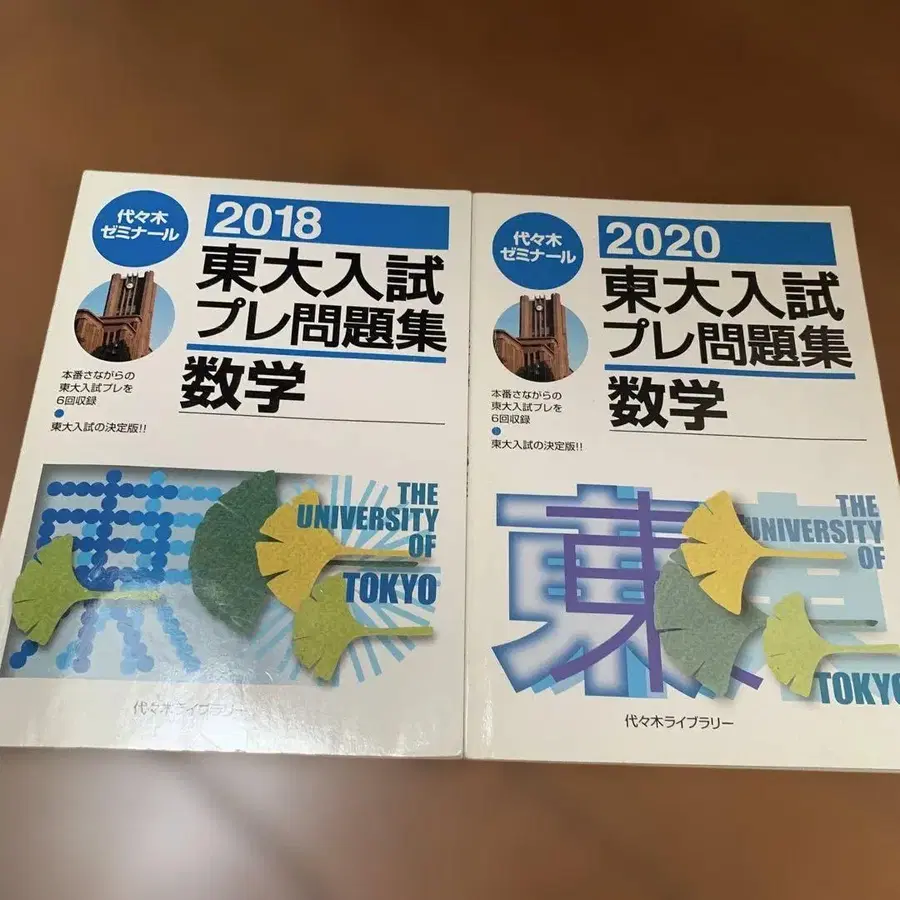 代々木
ゼミナール
2018
東大入試
プレ問題集
数学
本番さながらの
東大入試プレを
6回収録
●
東大入試の決定版!!
東
THE
UNIVERSITY
OF
TOKYO
代々木ライブラリー
代々木
ゼミナール
2020
東大入試
プレ問題集
数学
本番さながらの
東大入試プレを
6回収録
●
東大入試の決定版!!
東
東
THE
UNIVERSITY
OF
TOKYO
代々木ライブラリー